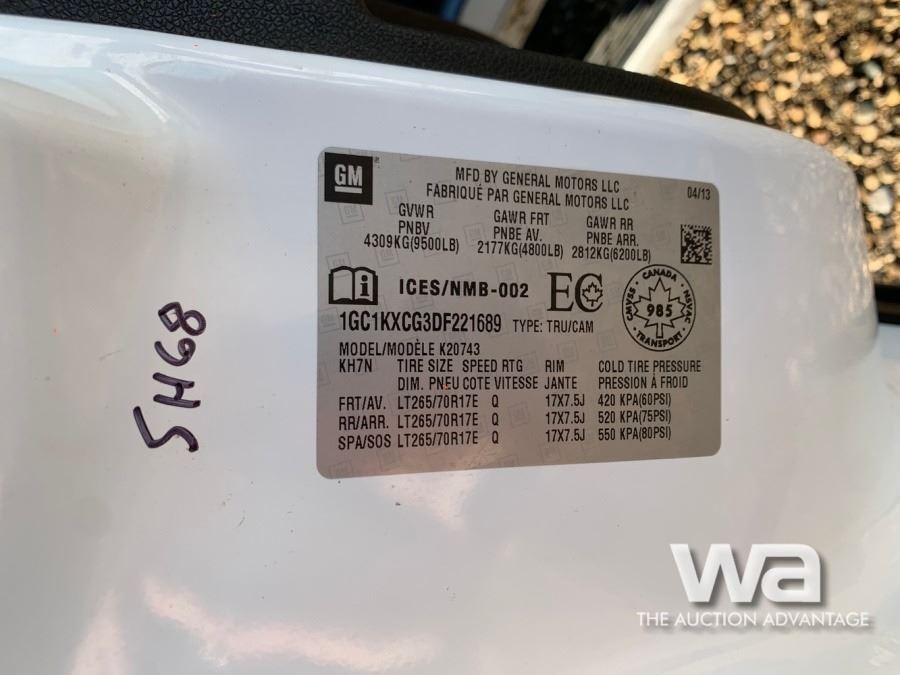 GM
MFD BY GENERAL MOTORS LLC
FABRIQUÉ PAR GENERAL MOTORS LLC
04/13
GVWR GAWR FRT GAWR RR
PNBV PNBE AV. PNBE ARR.
4309KG(9500LB) 2177KG(4800LB) 2812KG(6200LB)
i ICES/NMB-002 EC
CANADA
NSVAC
985
CMVSS
TRANSPORT
1GC1KXCG3DF221689 TYPE: TRU/CAM
MODEL/MODÈLE K20743
KH7N TIRE SIZE SPEED RTG RIM COLD TIRE PRESSURE
DIM. PNEU COTE VITESSE JANTE PRESSION À FROID
FRT/AV. LT265/70R17E Q 17X7.5J 420 KPA(60PSI)
RR/ARR. LT265/70R17E Q 17X7.5J 520 KPA(75PSI)
SPA/SOS LT265/70R17E Q 17X7.5J 550 KPA(80PSI)
5H68
wa
THE AUCTION ADVANTAGE